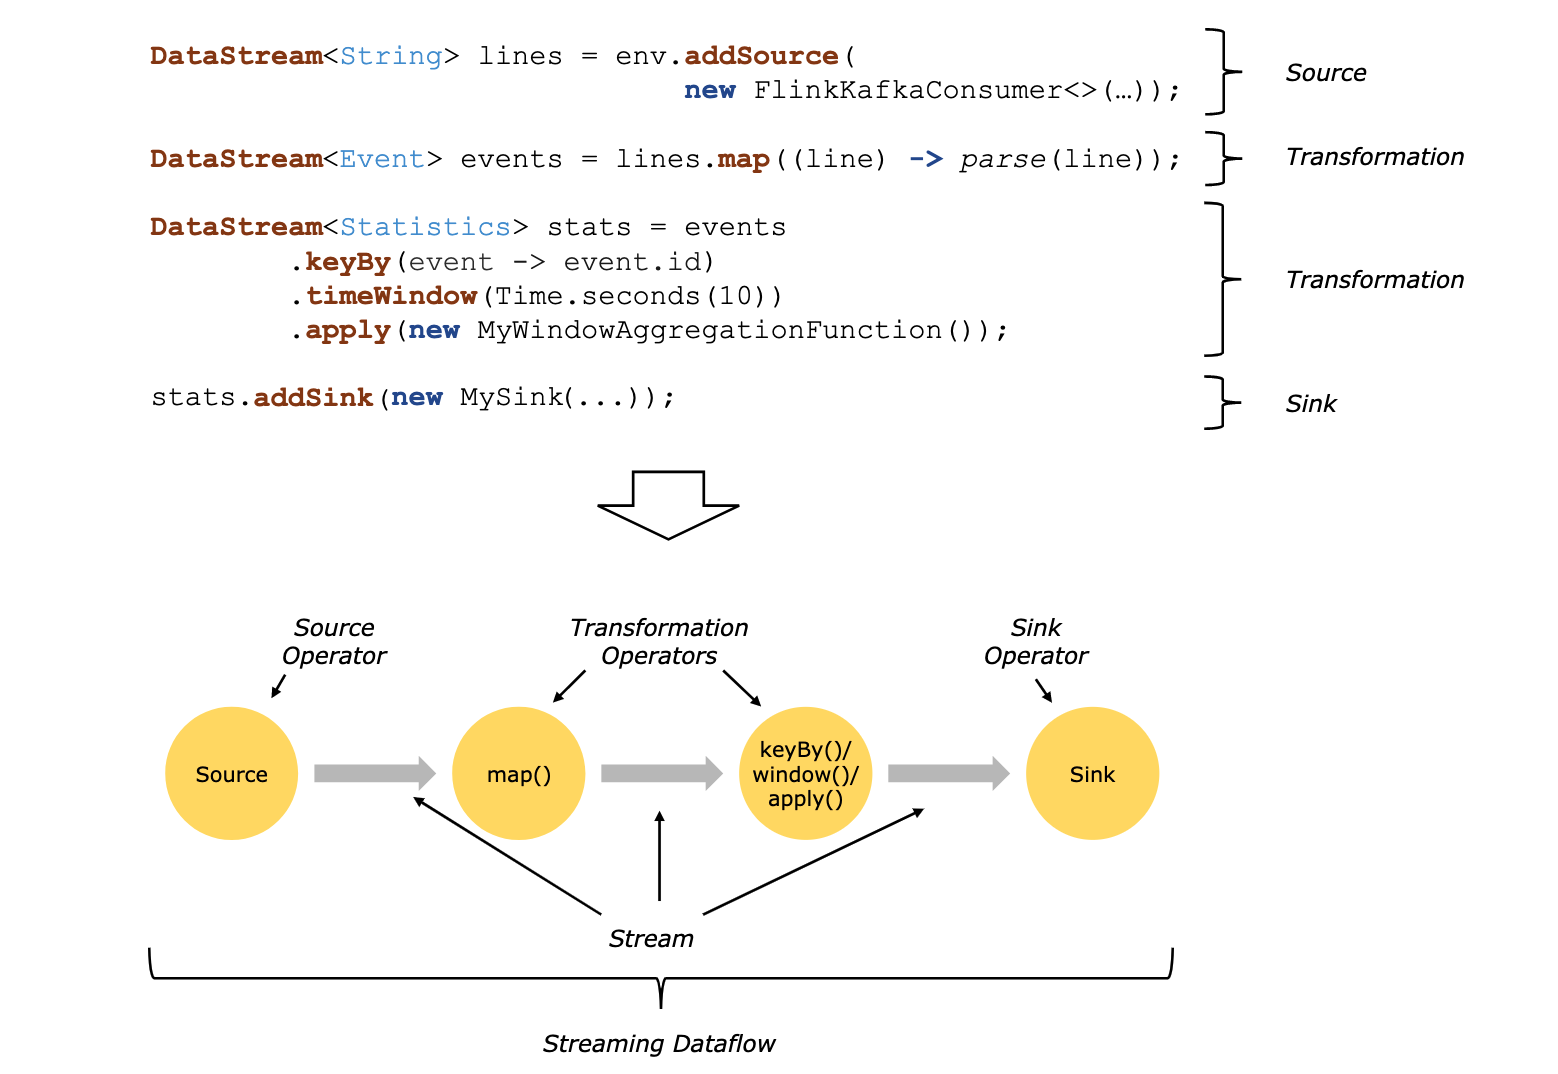 DataStream<String> lines = env.addSource(
new FlinkKafkaConsumer<>(…));
Source
DataStream<Event> events = lines.map((line) -> parse(line));
Transformation
DataStream<Statistics> stats = events
.keyBy(event -> event.id)
.timeWindow(Time.seconds(10))
.apply(new MyWindowAggregationFunction());
Transformation
stats.addSink(new MySink(...));
Sink
Source
Operator
Transformation
Operators
Sink
Operator
Source
map()
keyBy()/
window()/
apply()
Sink
Stream
Streaming Dataflow